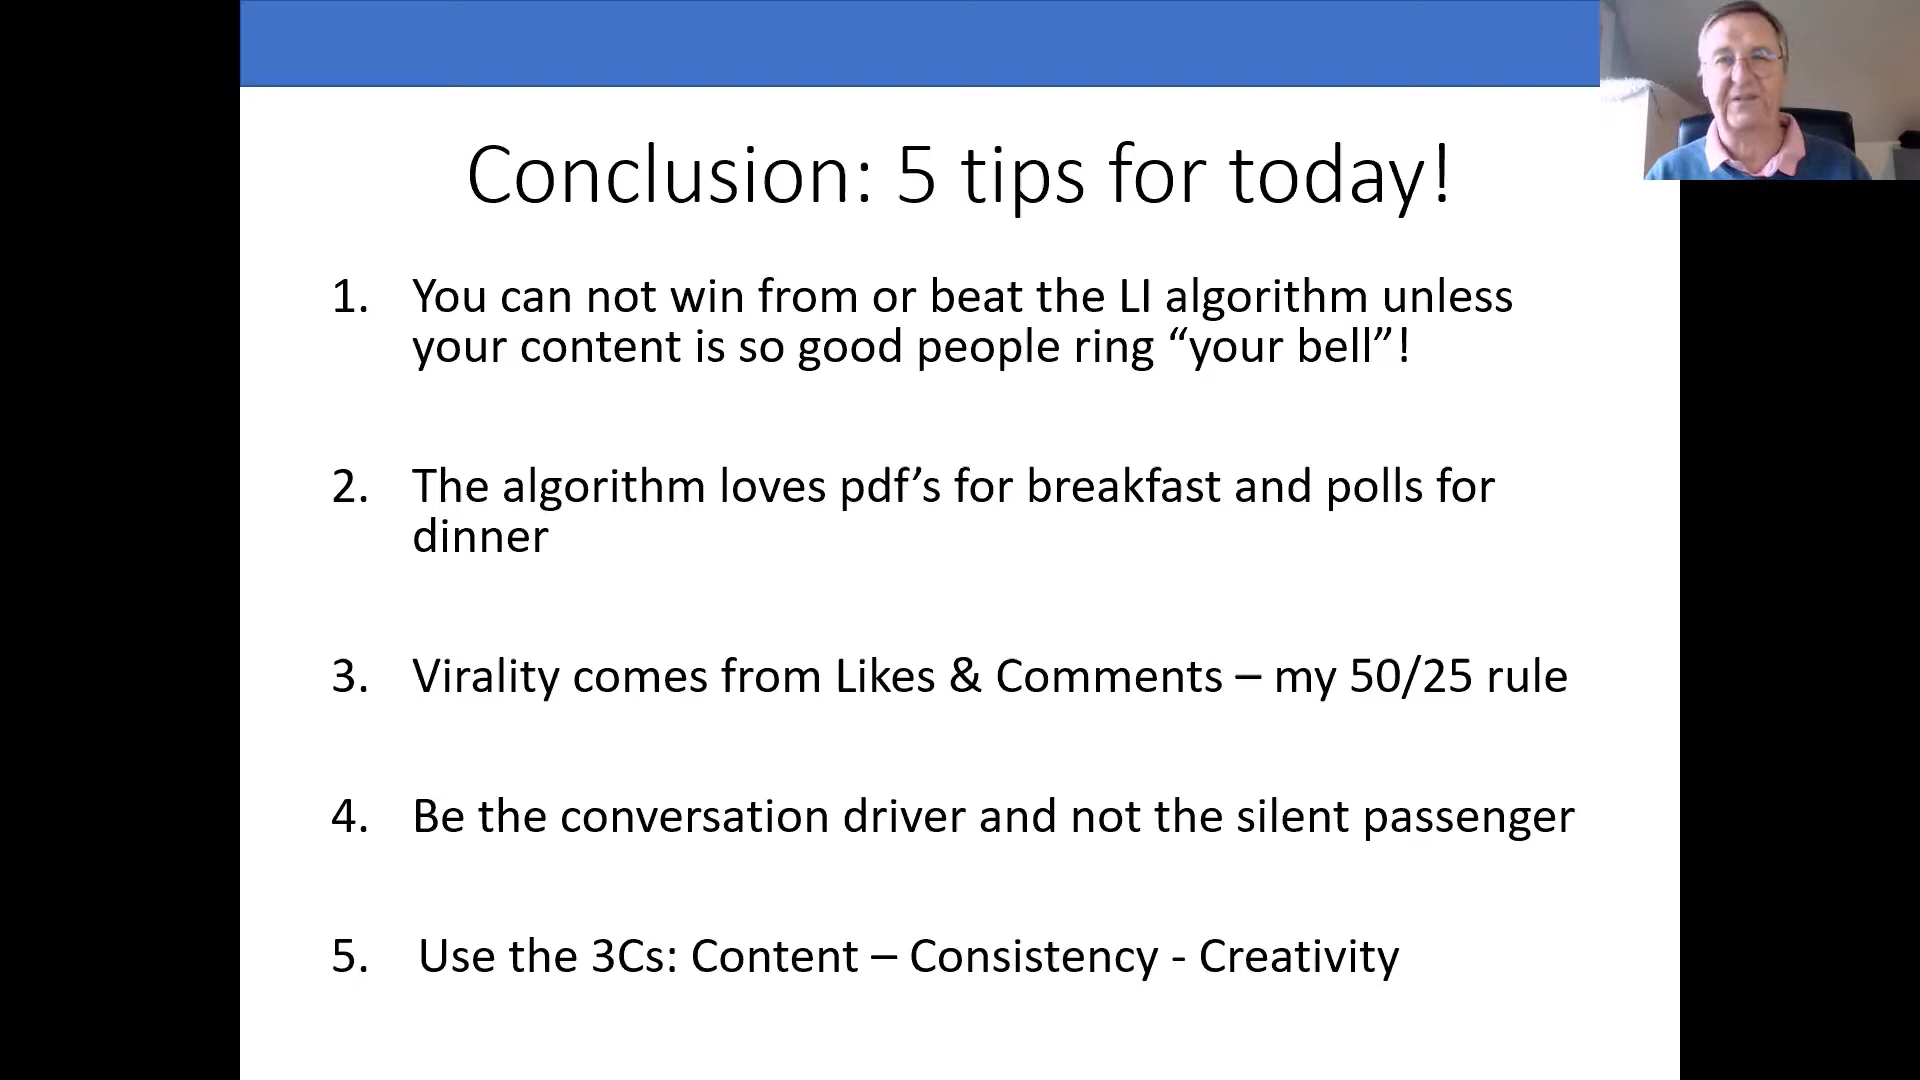 Conclusion: 5 tips for today!
1. You can not win from or beat the LI algorithm unless
your content is so good people ring “your bell”!
2. The algorithm loves pdf’s for breakfast and polls for
dinner
3. Virality comes from Likes & Comments – my 50/25 rule
4. Be the conversation driver and not the silent passenger
5. Use the 3Cs: Content – Consistency - Creativity